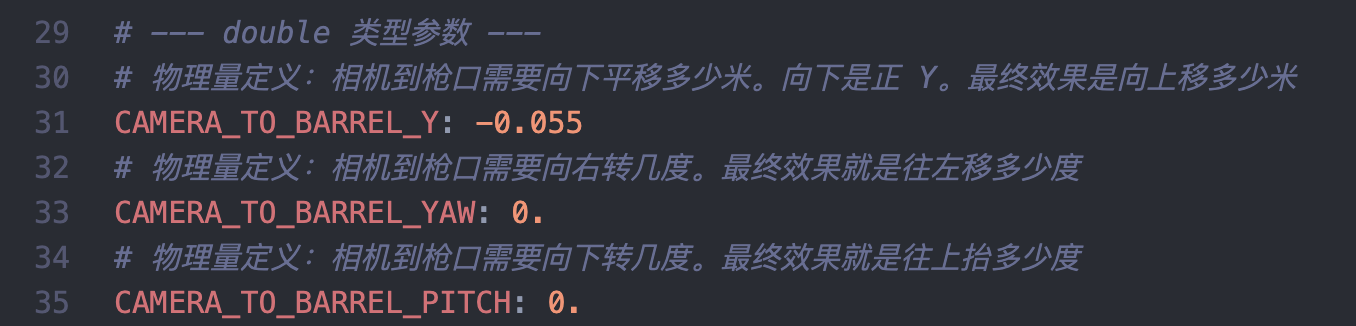 29 # --- double 类型参数 ---
30 # 物理量定义：相机到枪口需要向下平移多少米。向下是正 Y。最终效果是向上移多少米
31 CAMERA_TO_BARREL_Y: -0.055
32 # 物理量定义：相机到枪口需要向右转几度。最终效果就是往左移多少度
33 CAMERA_TO_BARREL_YAW: 0.
34 # 物理量定义：相机到枪口需要向下转几度。最终效果就是往上抬多少度
35 CAMERA_TO_BARREL_PITCH: 0.